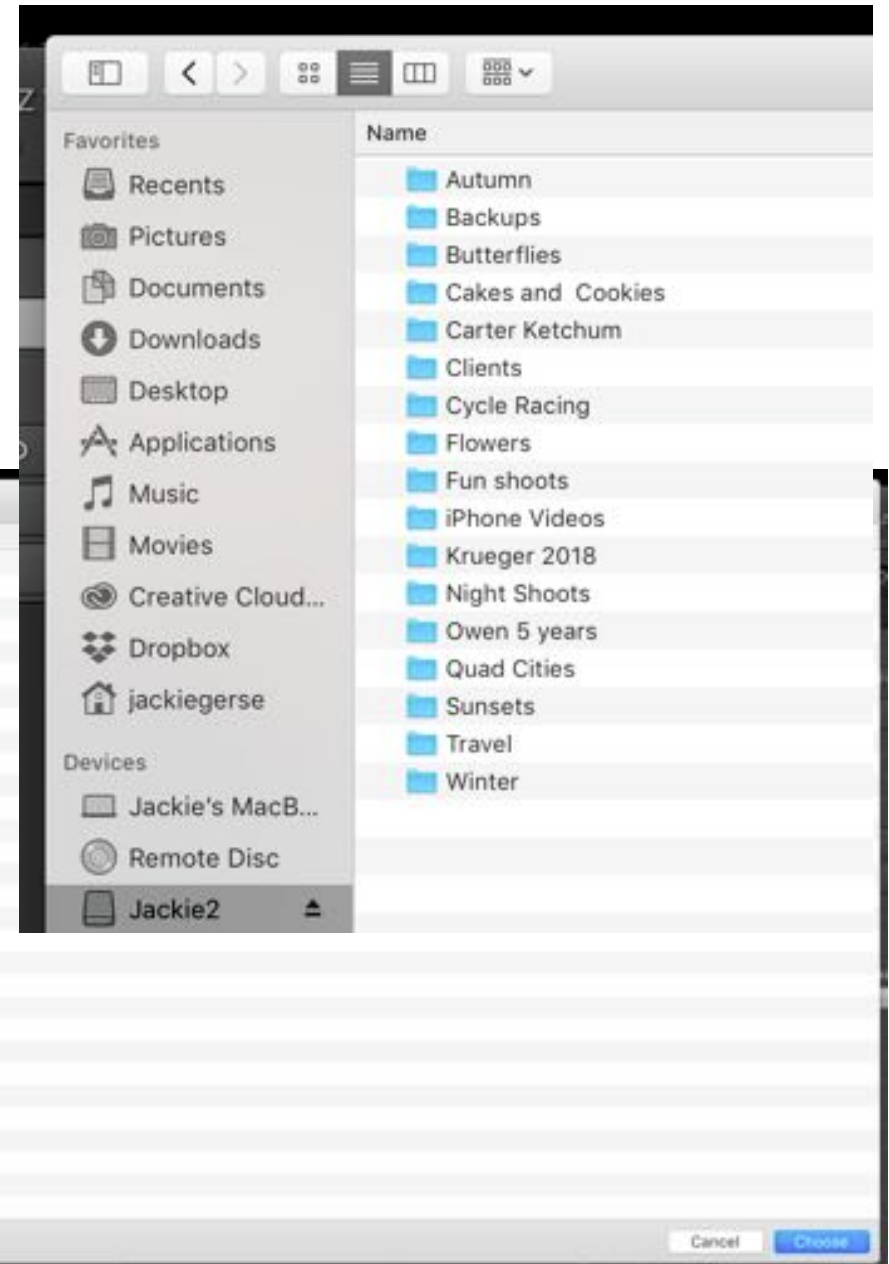 Z
Favorites
Recents
Pictures
Documents
Downloads
Desktop
Applications
Music
Movies
Creative Cloud...
Dropbox
jackiegerse
Devices
Jackie's MacB...
Remote Disc
Jackie2
Name
Autumn
Backups
Butterflies
Cakes and  Cookies
Carter Ketchum
Clients
Cycle Racing
Flowers
Fun shoots
iPhone Videos
Krueger 2018
Night Shoots
Owen 5 years
Quad Cities
Sunsets
Travel
Winter
Cancel
Choose